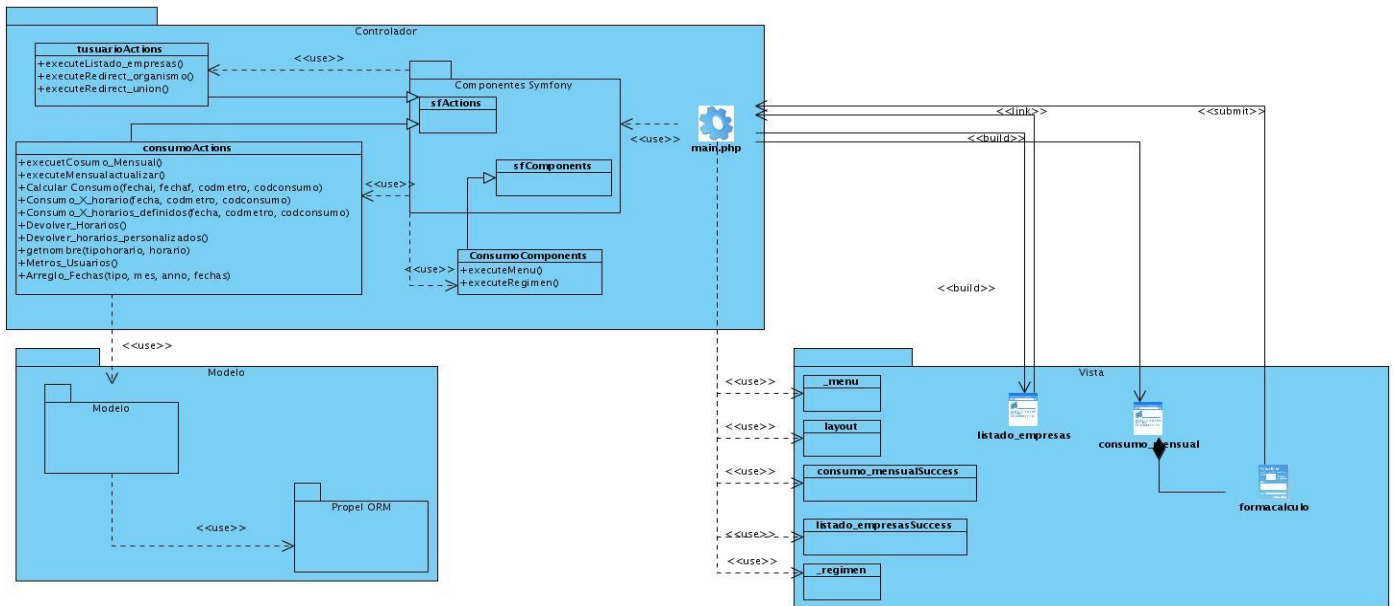 Controlador
tusuarioActions
+executeListado_empresas()
+executeRedirect_organismo()
+executeRedirect_union()
<<use>>
Componentes Symfony
sfActions
sfComponents
<<use>>
main.php
<<link>>
<<submit>>
<<build>>
consumoActions
+execuetCosumo_Mensual()
+executeMensualactualizar()
+Calcular Consumo(fechai, fechaf, codmetro, codconsumo)
+Consumo_X_horario(fecha, codmetro, codconsumo)
+Consumo_X_horarios_definidos(fecha, codmetro, codconsumo)
+Devolver_Horarios()
+Devolver_horarios_personalizados()
+getnombre(tipohorario, horario)
+Metros_Usuarios()
+Arreglo_Fechas(tipo, mes, anno, fechas)
<<use>>
<<use>>
ConsumoComponents
+executeMenu()
+executeRegimen()
<<build>>
<<use>>
Modelo
Modelo
<<use>>
Propel ORM
Vista
<<use>>
_menu
<<use>>
layout
<<use>>
consumo_mensualSuccess
<<use>>
listado_empresasSuccess
<<use>>
_regimen
listado_empresas
consumo_mensual
formacalculo